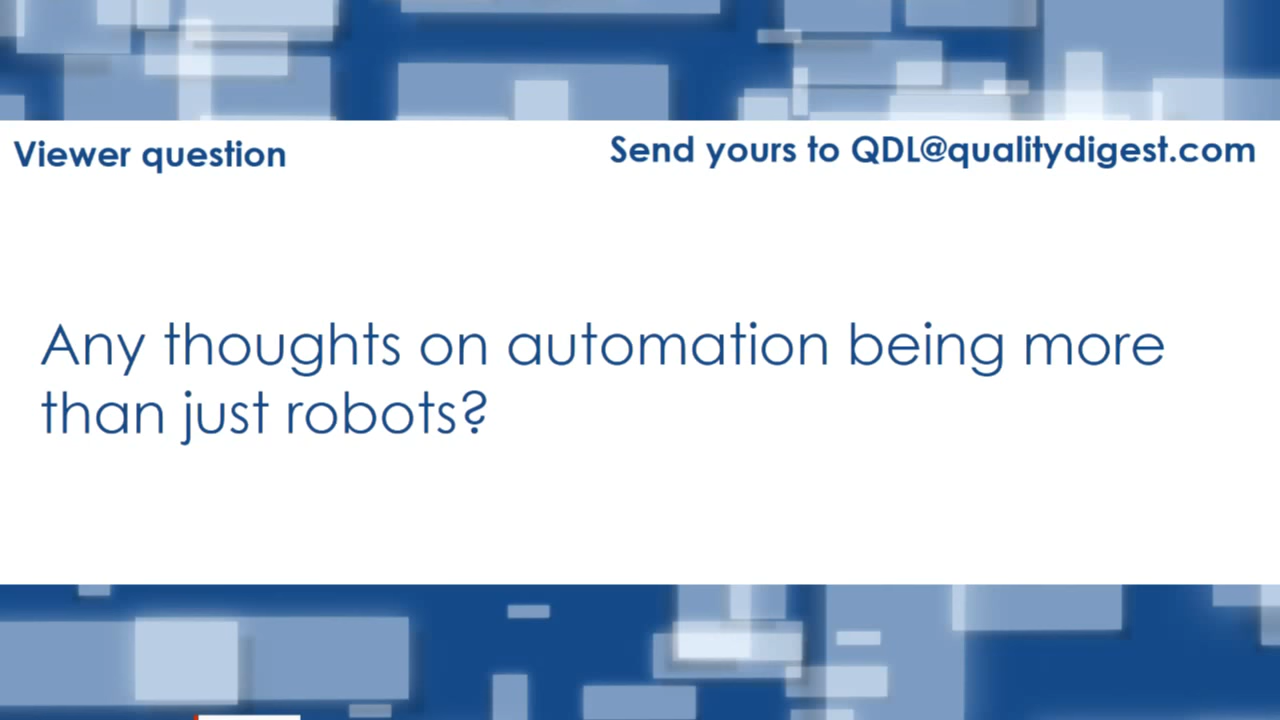 Viewer question
Send yours to QDL@qualitydigest.com
Any thoughts on automation being more
than just robots?